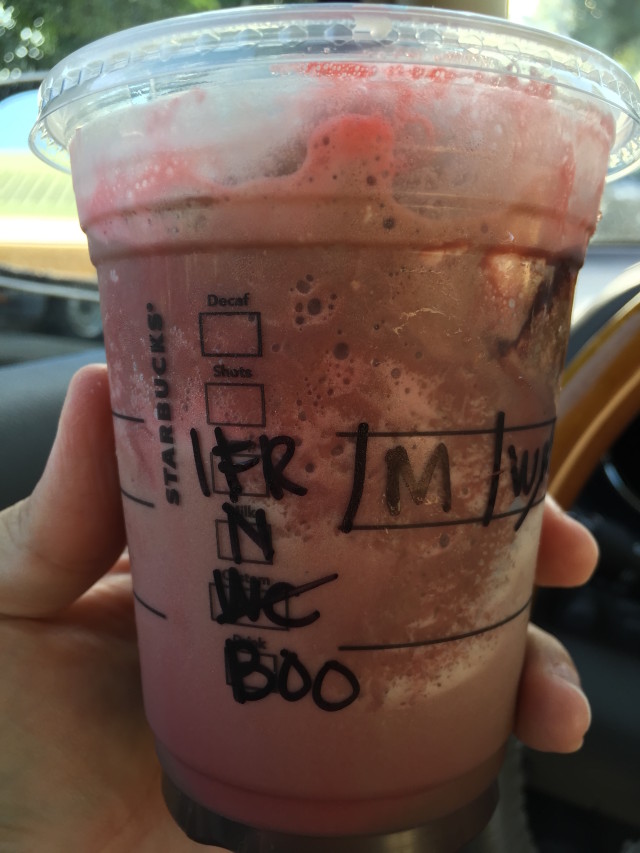 Decaf
Shots
STARBUCKS
1FR
M
N
WC
BOO